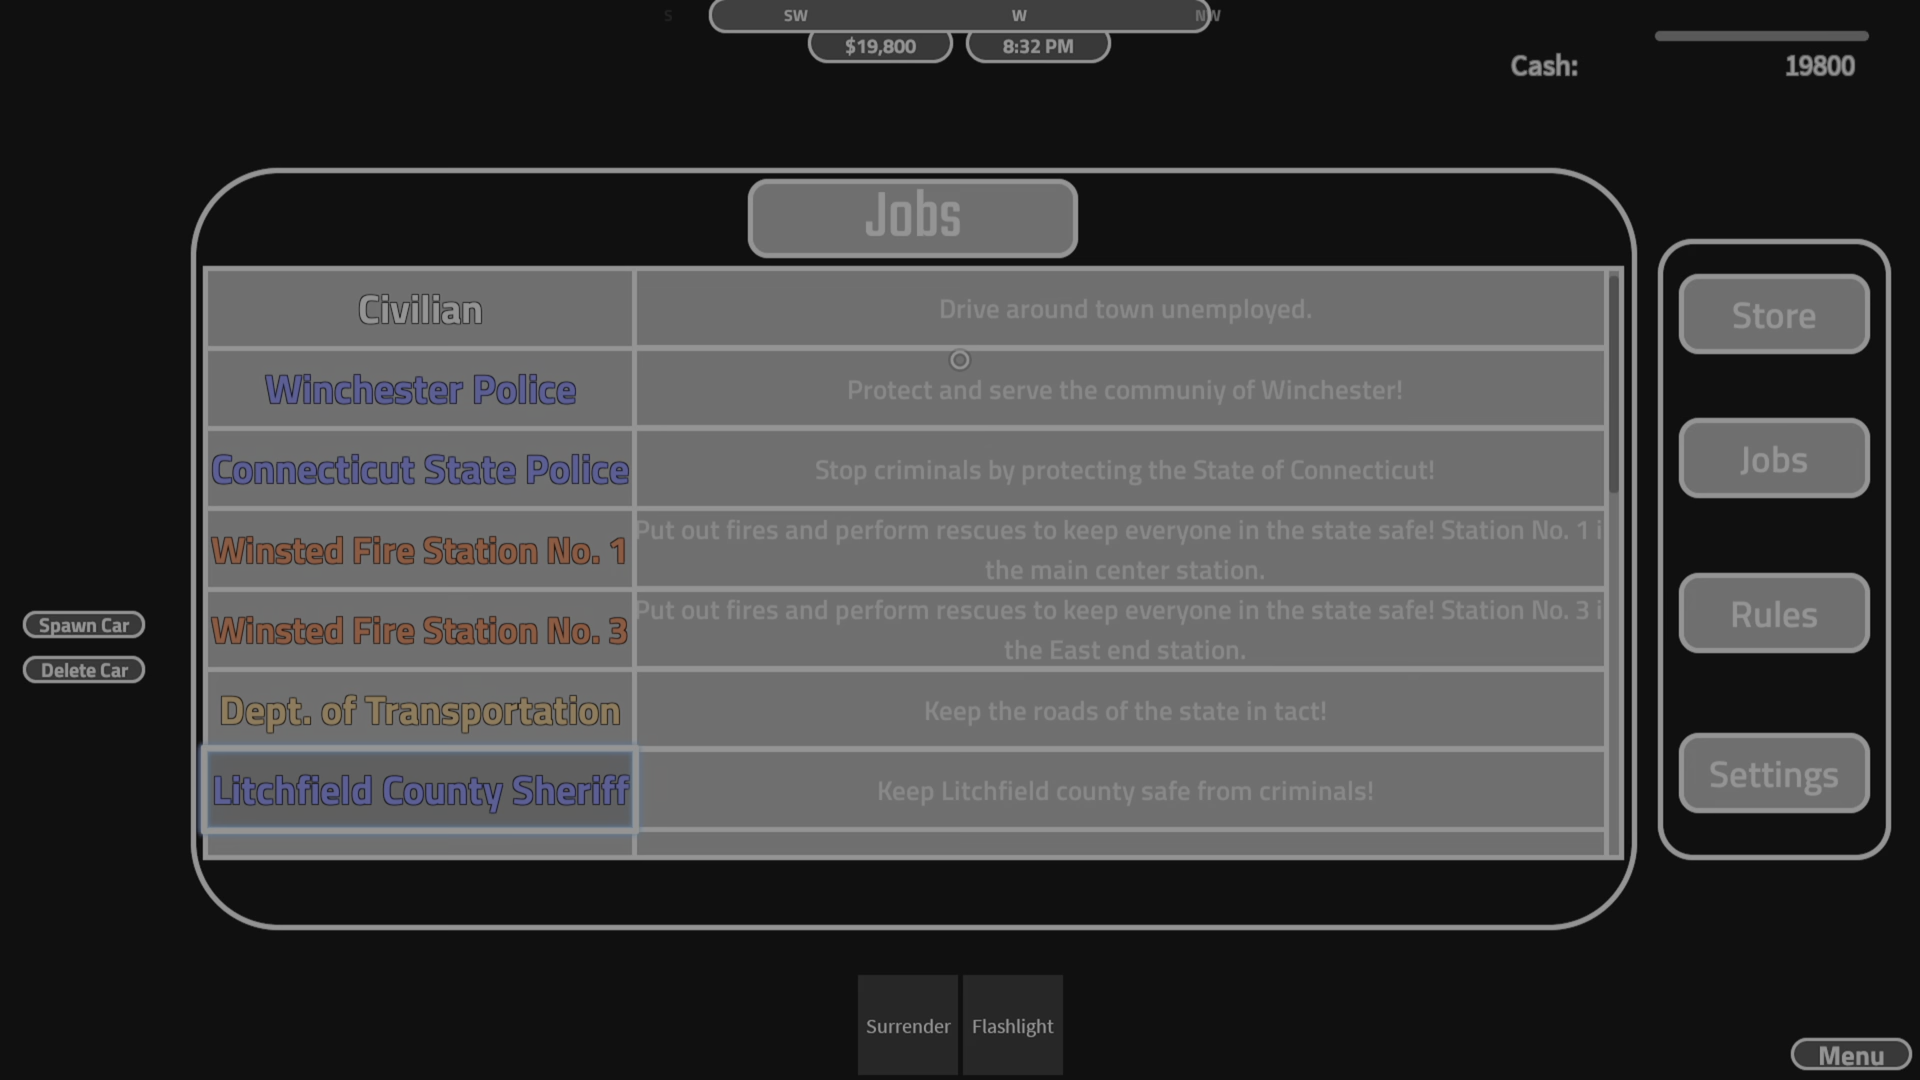 S SW W NW
$19,800 8:32 PM
Cash: 19800
Jobs
Civilian
Drive around town unemployed.
Winchester Police
Protect and serve the communiy of Winchester!
Connecticut State Police
Stop criminals by protecting the State of Connecticut!
Winsted Fire Station No. 1
Put out fires and perform rescues to keep everyone in the state safe! Station No. 1 i
the main center station.
Winsted Fire Station No. 3
Put out fires and perform rescues to keep everyone in the state safe! Station No. 3 i
the East end station.
Dept. of Transportation
Keep the roads of the state in tact!
Litchfield County Sheriff
Keep Litchfield county safe from criminals!
Store
Jobs
Rules
Settings
Spawn Car
Delete Car
Surrender
Flashlight
Menu